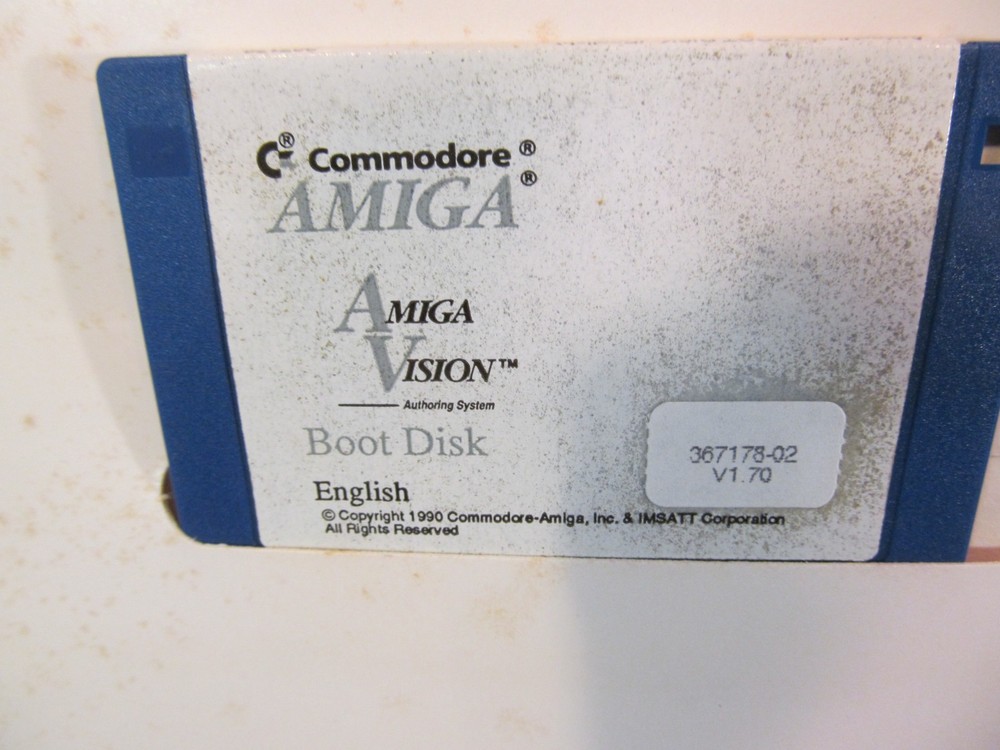 ® Commodore ®
AMIGA ®
AMIGA
VISION™
Authoring System
Boot Disk
English
© Copyright 1990 Commodore-Amiga, Inc. & IMSATT Corporation
All Rights Reserved
367178-02
V1.70